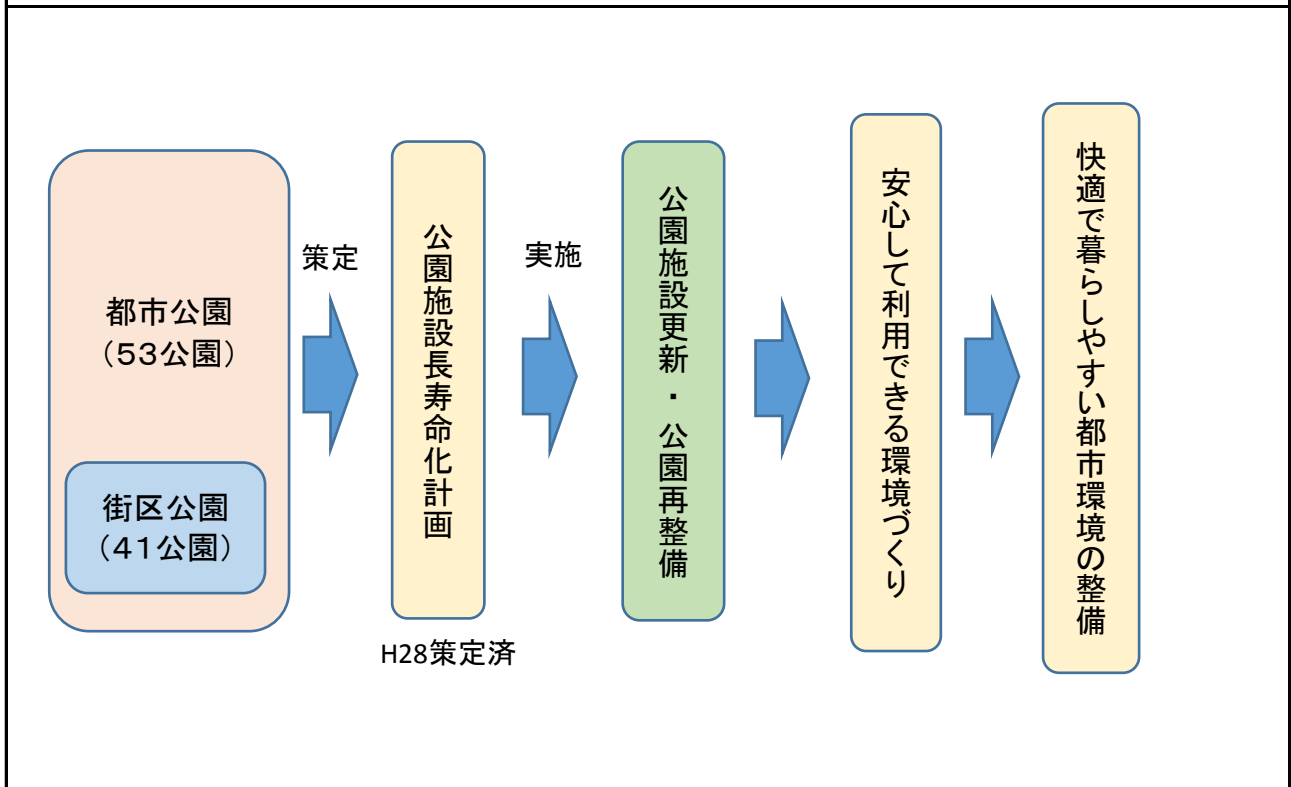 都市公園
（53公園）
街区公園
（41公園）
策定
公園施設長寿命化計画
H28策定済
実施
公園施設更新・公園再整備
安心して利用できる環境づくり
快適で暮らしやすい都市環境の整備